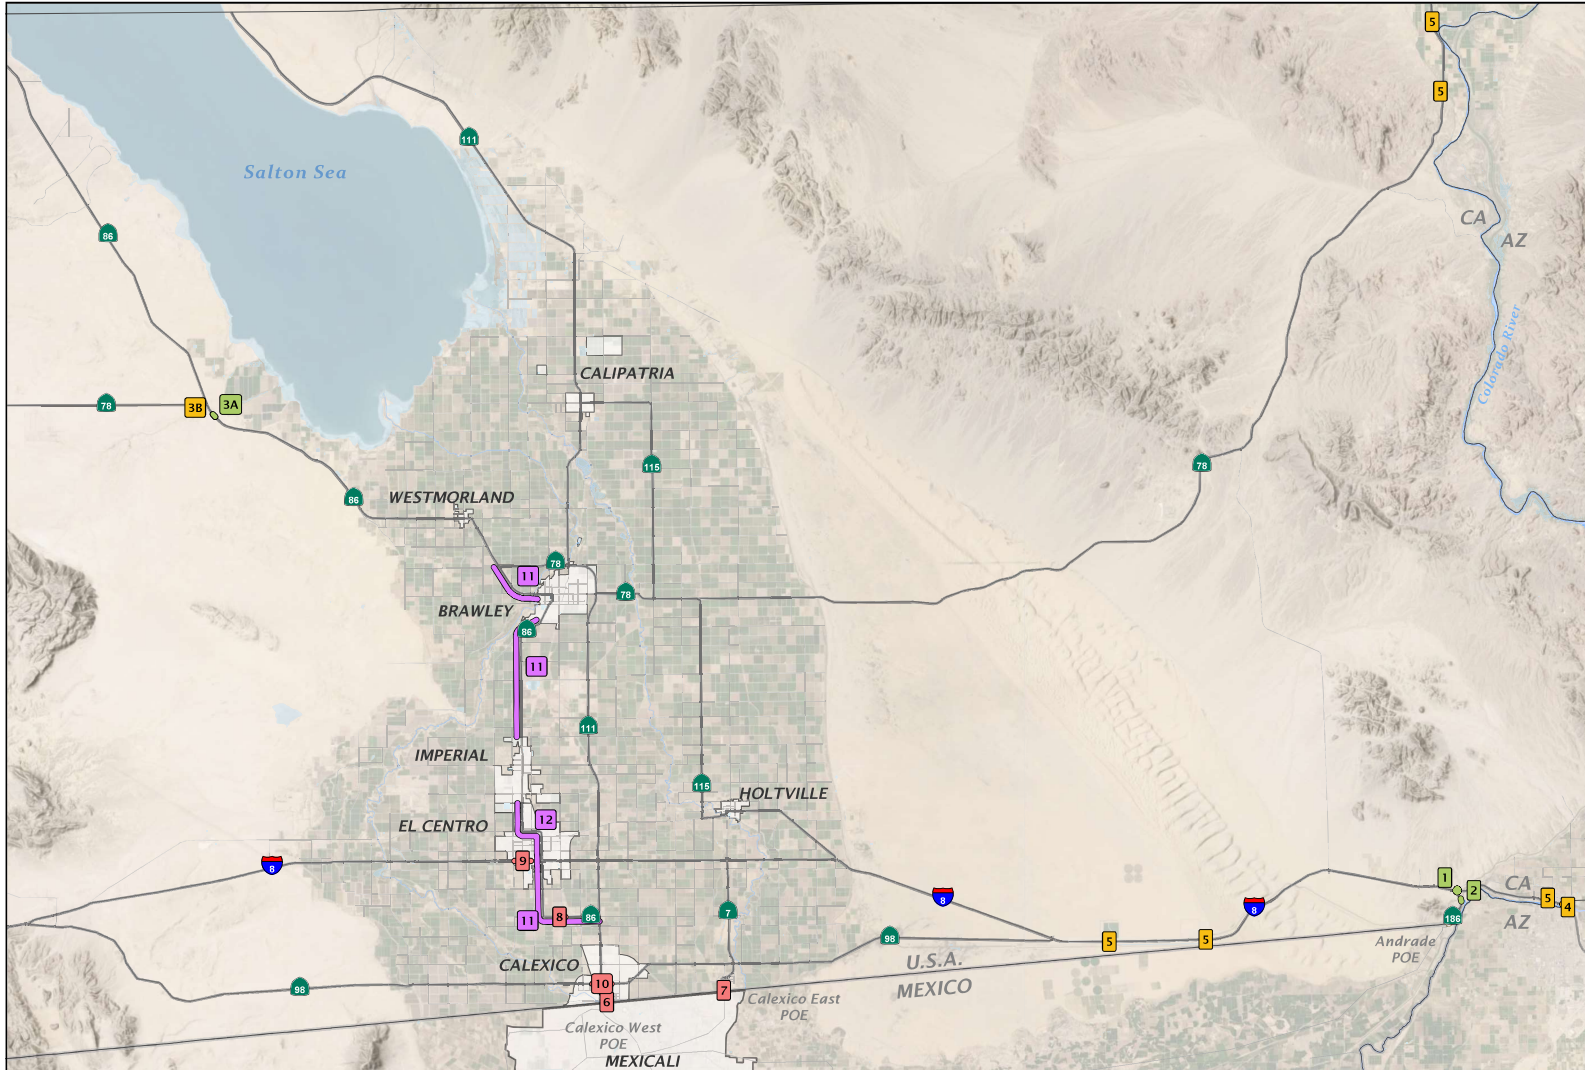 5
5
111
Salton Sea
CA
AZ
86
Colorado River
CALIPATRIA
78
3B
3A
115
78
WESTMORLAND
86
78
11
78
BRAWLEY
86
11
111
IMPERIAL
115
HOLTVILLE
12
EL CENTRO
9
8
8
8
1
2
CA
5
4
11
8
86
7
186
AZ
98
5
5
Andrade
POE
CALEXICO
U.S.A.
MEXICO
98
10
6
7
Calexico East
POE
Calexico West
POE
MEXICALI